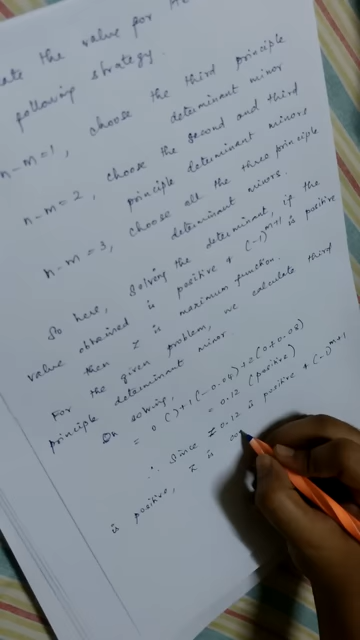 the value for
following strategy.
n-m=1, choose the third principle
determinant minor
n-m=2, choose the second and third
principle determinant minors
n-m=3, choose all the three principle
determinant minors.
So here, solving the determinant, if the
value obtained is positive & (-1)^m+1 is positive
then Z is maximum function.
For the given problem, we calculate third
principle determinant minor.
On solving,
= 0 ( ) + 1 (-0.04) + 2 (0+0.08)
= 0.12 (positive)
∴ Since 0.12 is positive & (-1)^m+1
is positive, Z is